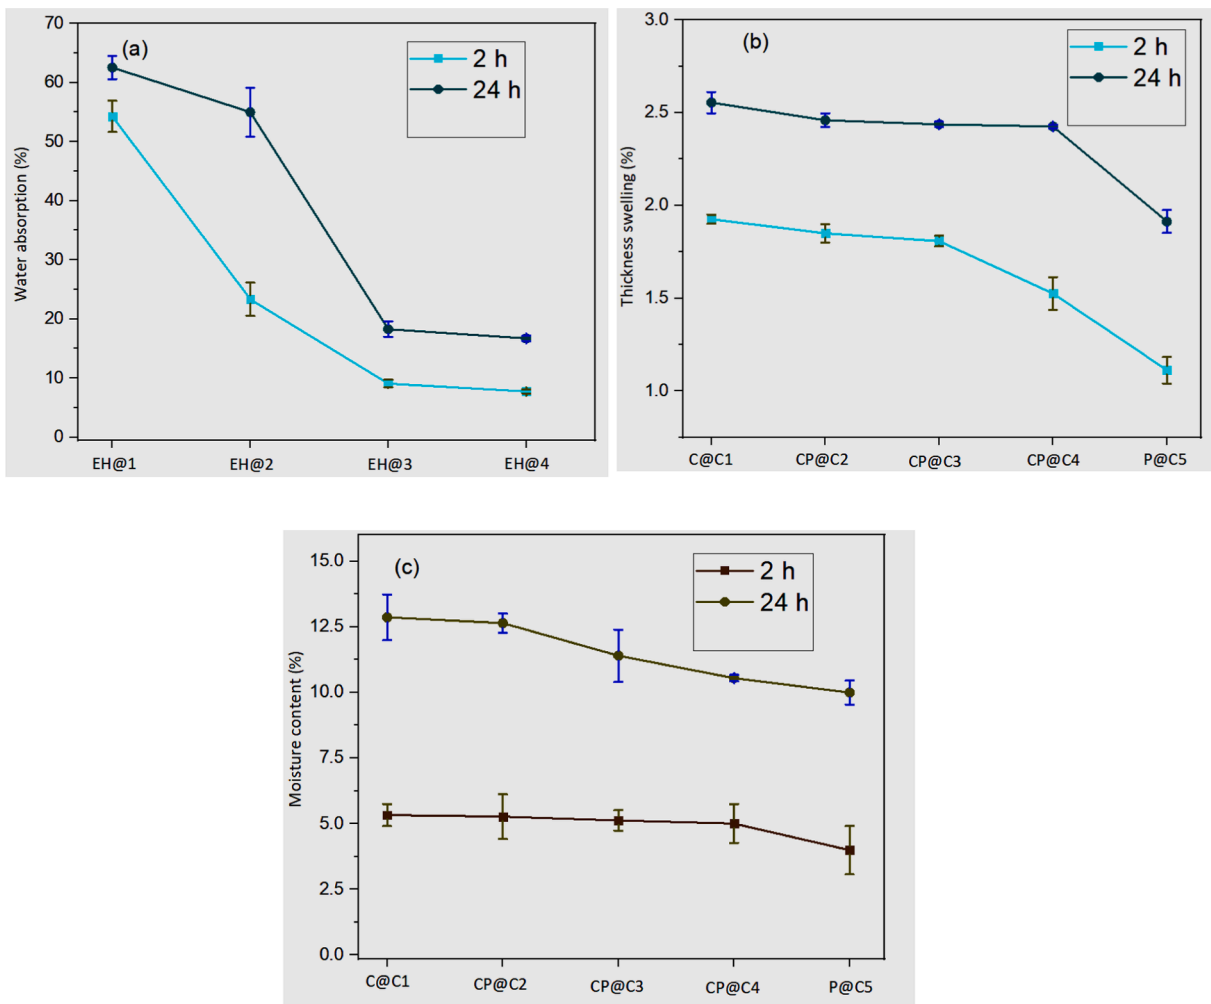 (a)
2 h
24 h
Water absorption (%)
70
60
50
40
30
20
10
0
EH@1 EH@2 EH@3 EH@4
(b)
2 h
24 h
Thickness swelling (%)
3.0
2.5
2.0
1.5
1.0
C@C1 CP@C2 CP@C3 CP@C4 P@C5
(c)
2 h
24 h
Moisture content (%)
15.0
12.5
10.0
7.5
5.0
2.5
0.0
C@C1 CP@C2 CP@C3 CP@C4 P@C5